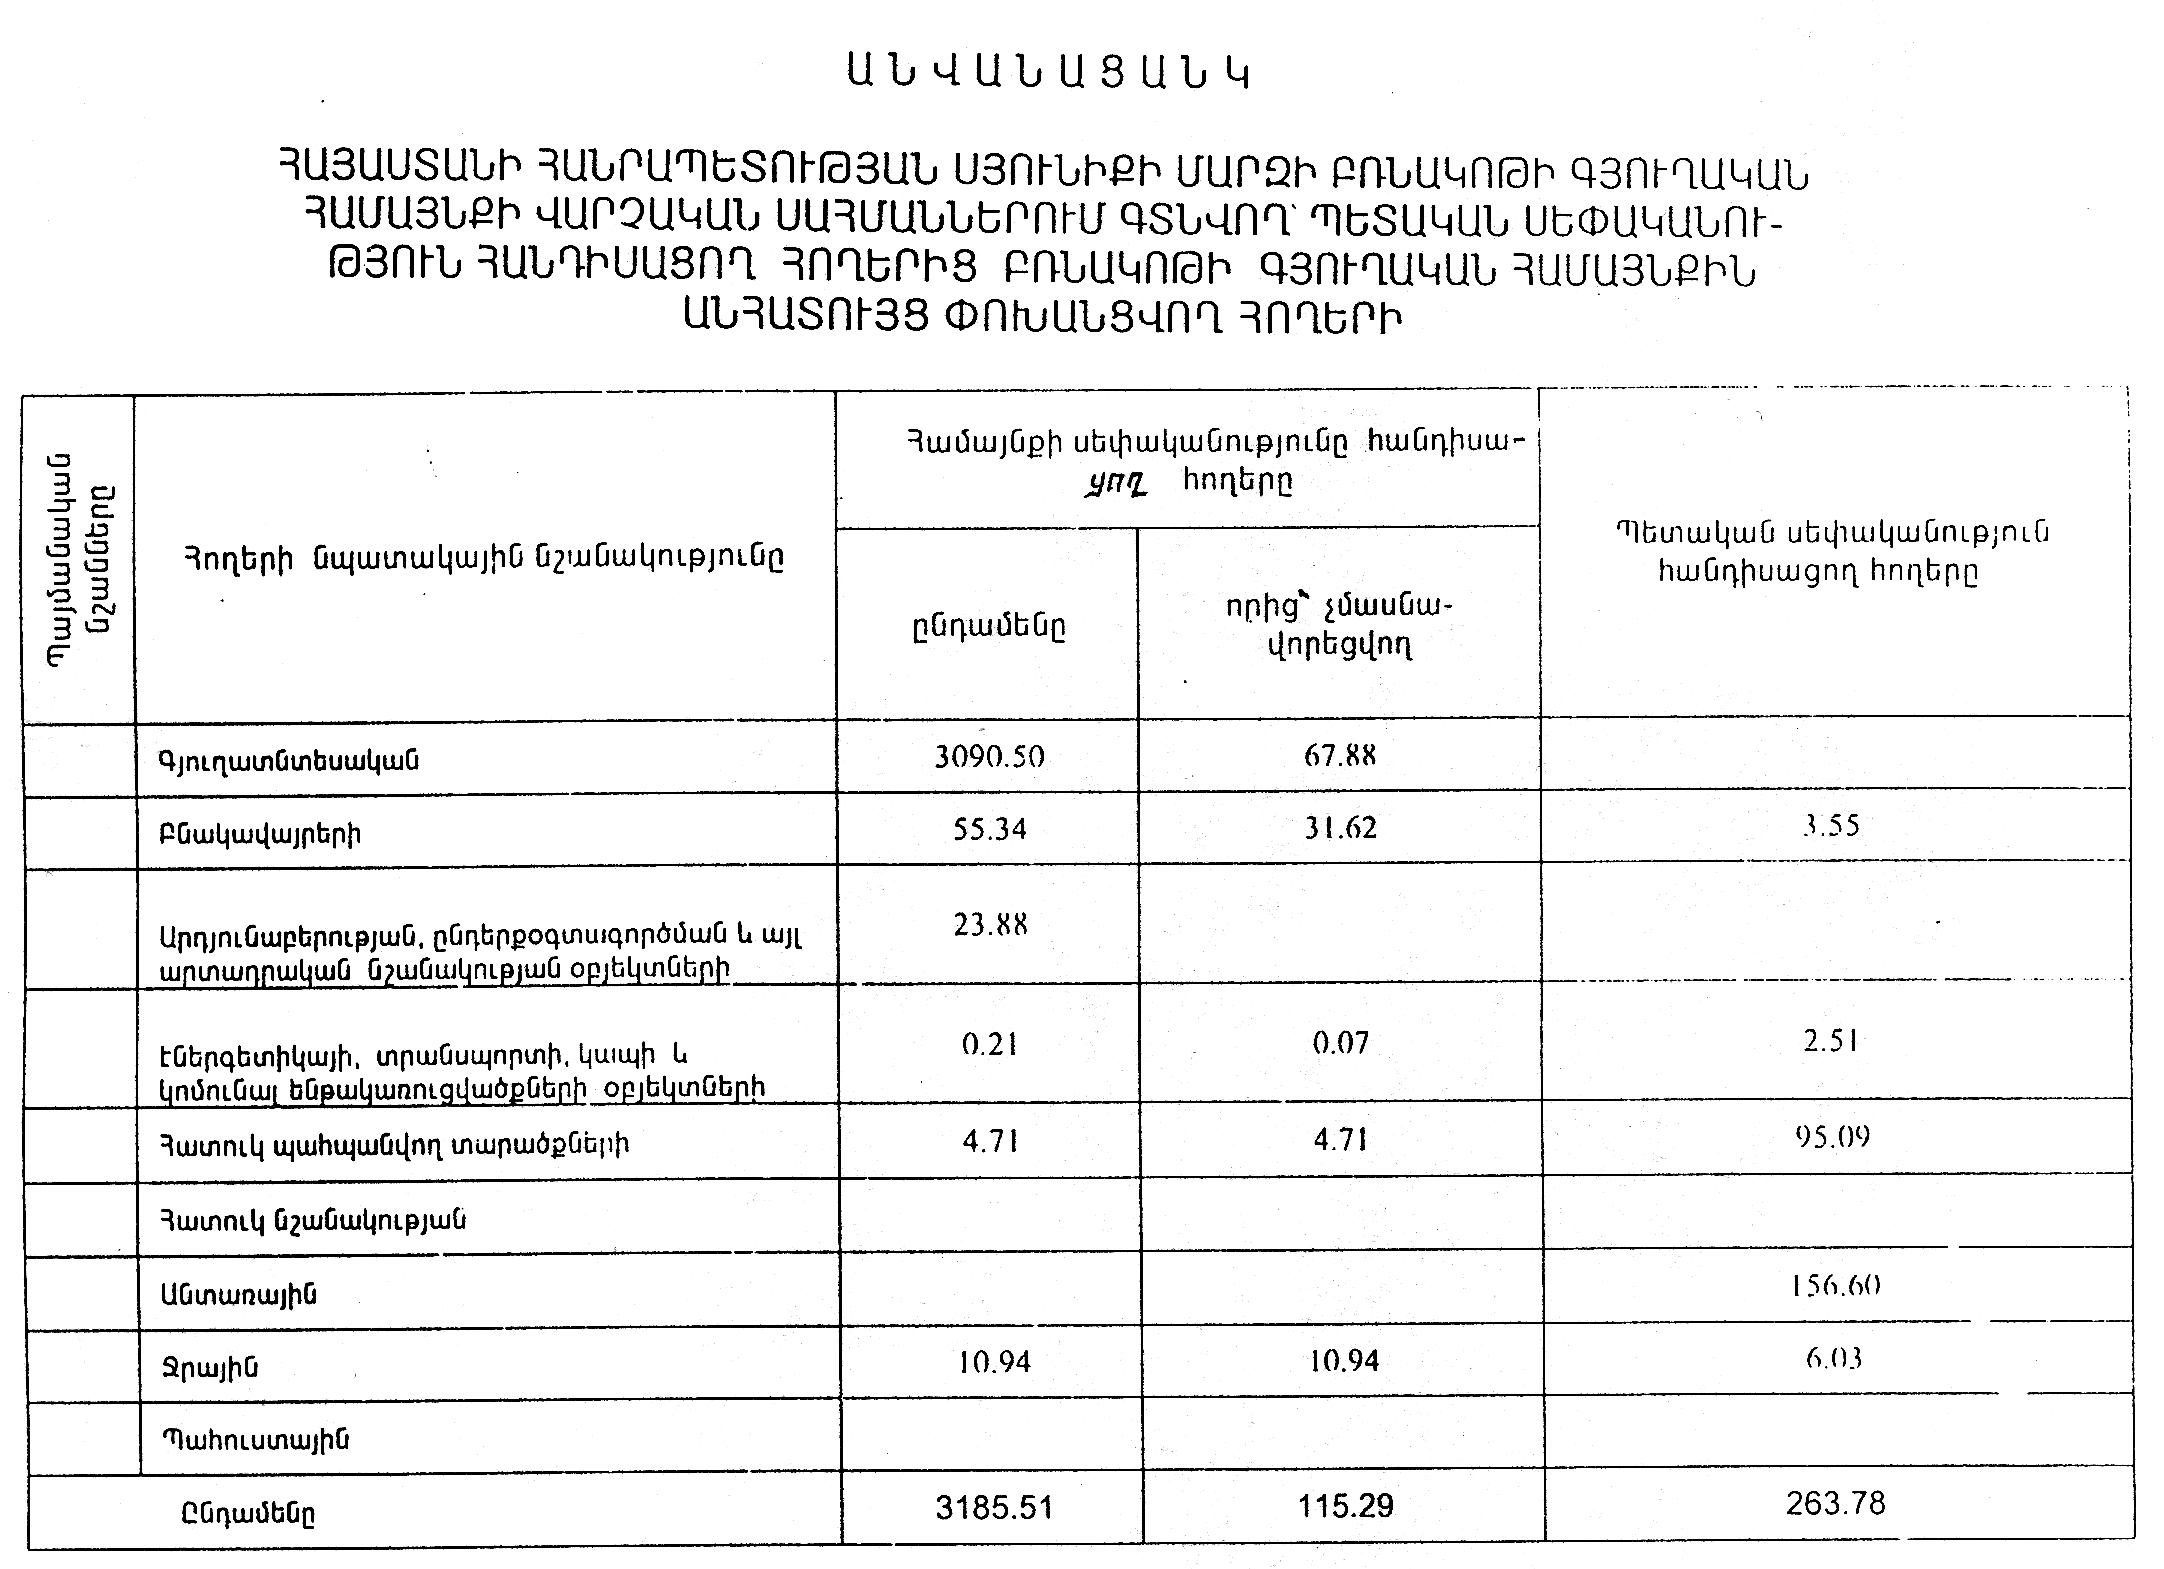 ԱՆՎԱՆԱՑԱՆԿ
ՀԱՅԱՍՏԱՆԻ ՀԱՆՐԱՊԵՏՈՒԹՅԱՆ ՍՅՈՒՆԻՔԻ ՄԱՐԶԻ ԲՌՆԱԿՈԹԻ ԳՅՈՒՂԱԿԱՆ
ՀԱՄԱՅՆՔԻ ՎԱՐՉԱԿԱՆ ՍԱՀՄԱՆՆԵՐՈՒՄ ԳՏՆՎՈՂ՝ ՊԵՏԱԿԱՆ ՍԵՓԱԿԱՆՈՒ-
ԹՅՈՒՆ ՀԱՆԴԻՍԱՑՈՂ ՀՈՂԵՐԻՑ ԲՌՆԱԿՈԹԻ ԳՅՈՒՂԱԿԱՆ ՀԱՄԱՅՆՔԻՆ
ԱՆՀԱՏՈՒՅՑ ՓՈԽԱՆՑՎՈՂ ՀՈՂԵՐԻ
Պայմանական
նշանները
Հողերի նպատակային նշանակությունը
Համայնքի սեփականությունը հանդիսա-
ցող հողերը
ընդամենը
որից՝ չմասնա-
վորեցվող
Պետական սեփականություն
հանդիսացող հողերը
Գյուղատնտեսական 3090.50 67.88
Բնակավայրերի 55.34 31.62 3.55
Արդյունաբերության, ընդերքօգտագործման և այլ
արտադրական նշանակության օբյեկտների 23.88
Էներգետիկայի, տրանսպորտի, կապի և
կոմունալ ենթակառուցվածքների օբյեկտների 0.21 0.07 2.51
Հատուկ պահպանվող տարածքների 4.71 4.71 95.09
Հատուկ նշանակության
Անտառային 156.60
Ջրային 10.94 10.94 6.03
Պահուստային
Ընդամենը 3185.51 115.29 263.78